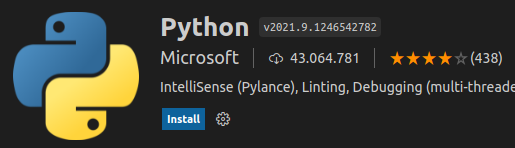 Python v2021.9.1246542782
Microsoft 43.064.781 (438)
IntelliSense (Pylance), Linting, Debugging (multi-threade
Install